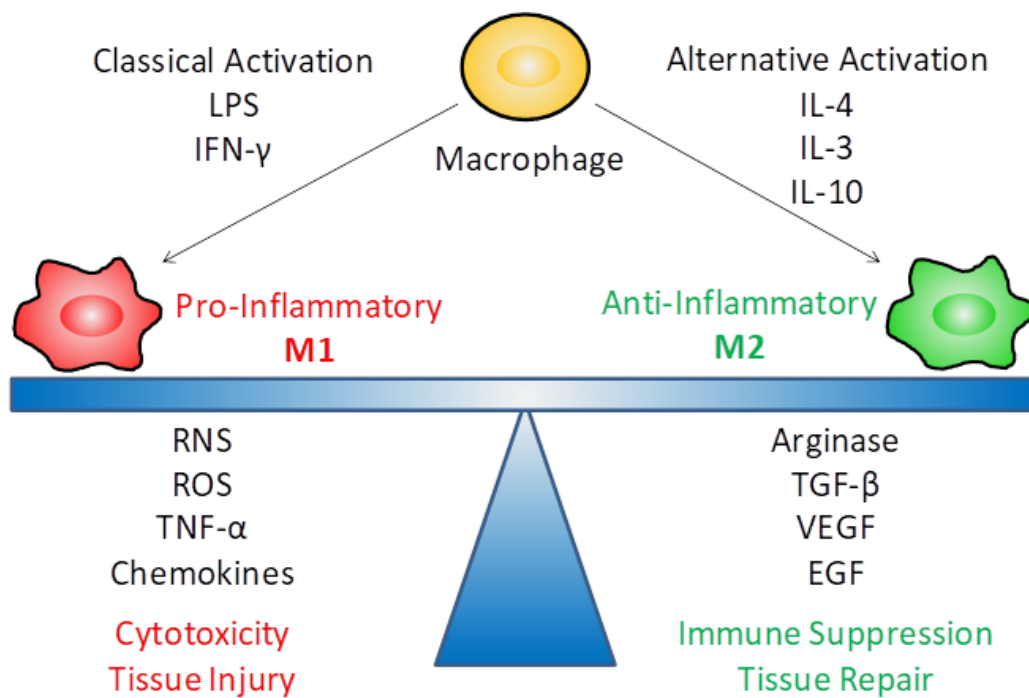 Classical Activation
LPS
IFN-γ
Macrophage
Alternative Activation
IL-4
IL-3
IL-10
Pro-Inflammatory
M1
Anti-Inflammatory
M2
RNS
ROS
TNF-α
Chemokines
Cytotoxicity
Tissue Injury
Arginase
TGF-β
VEGF
EGF
Immune Suppression
Tissue Repair